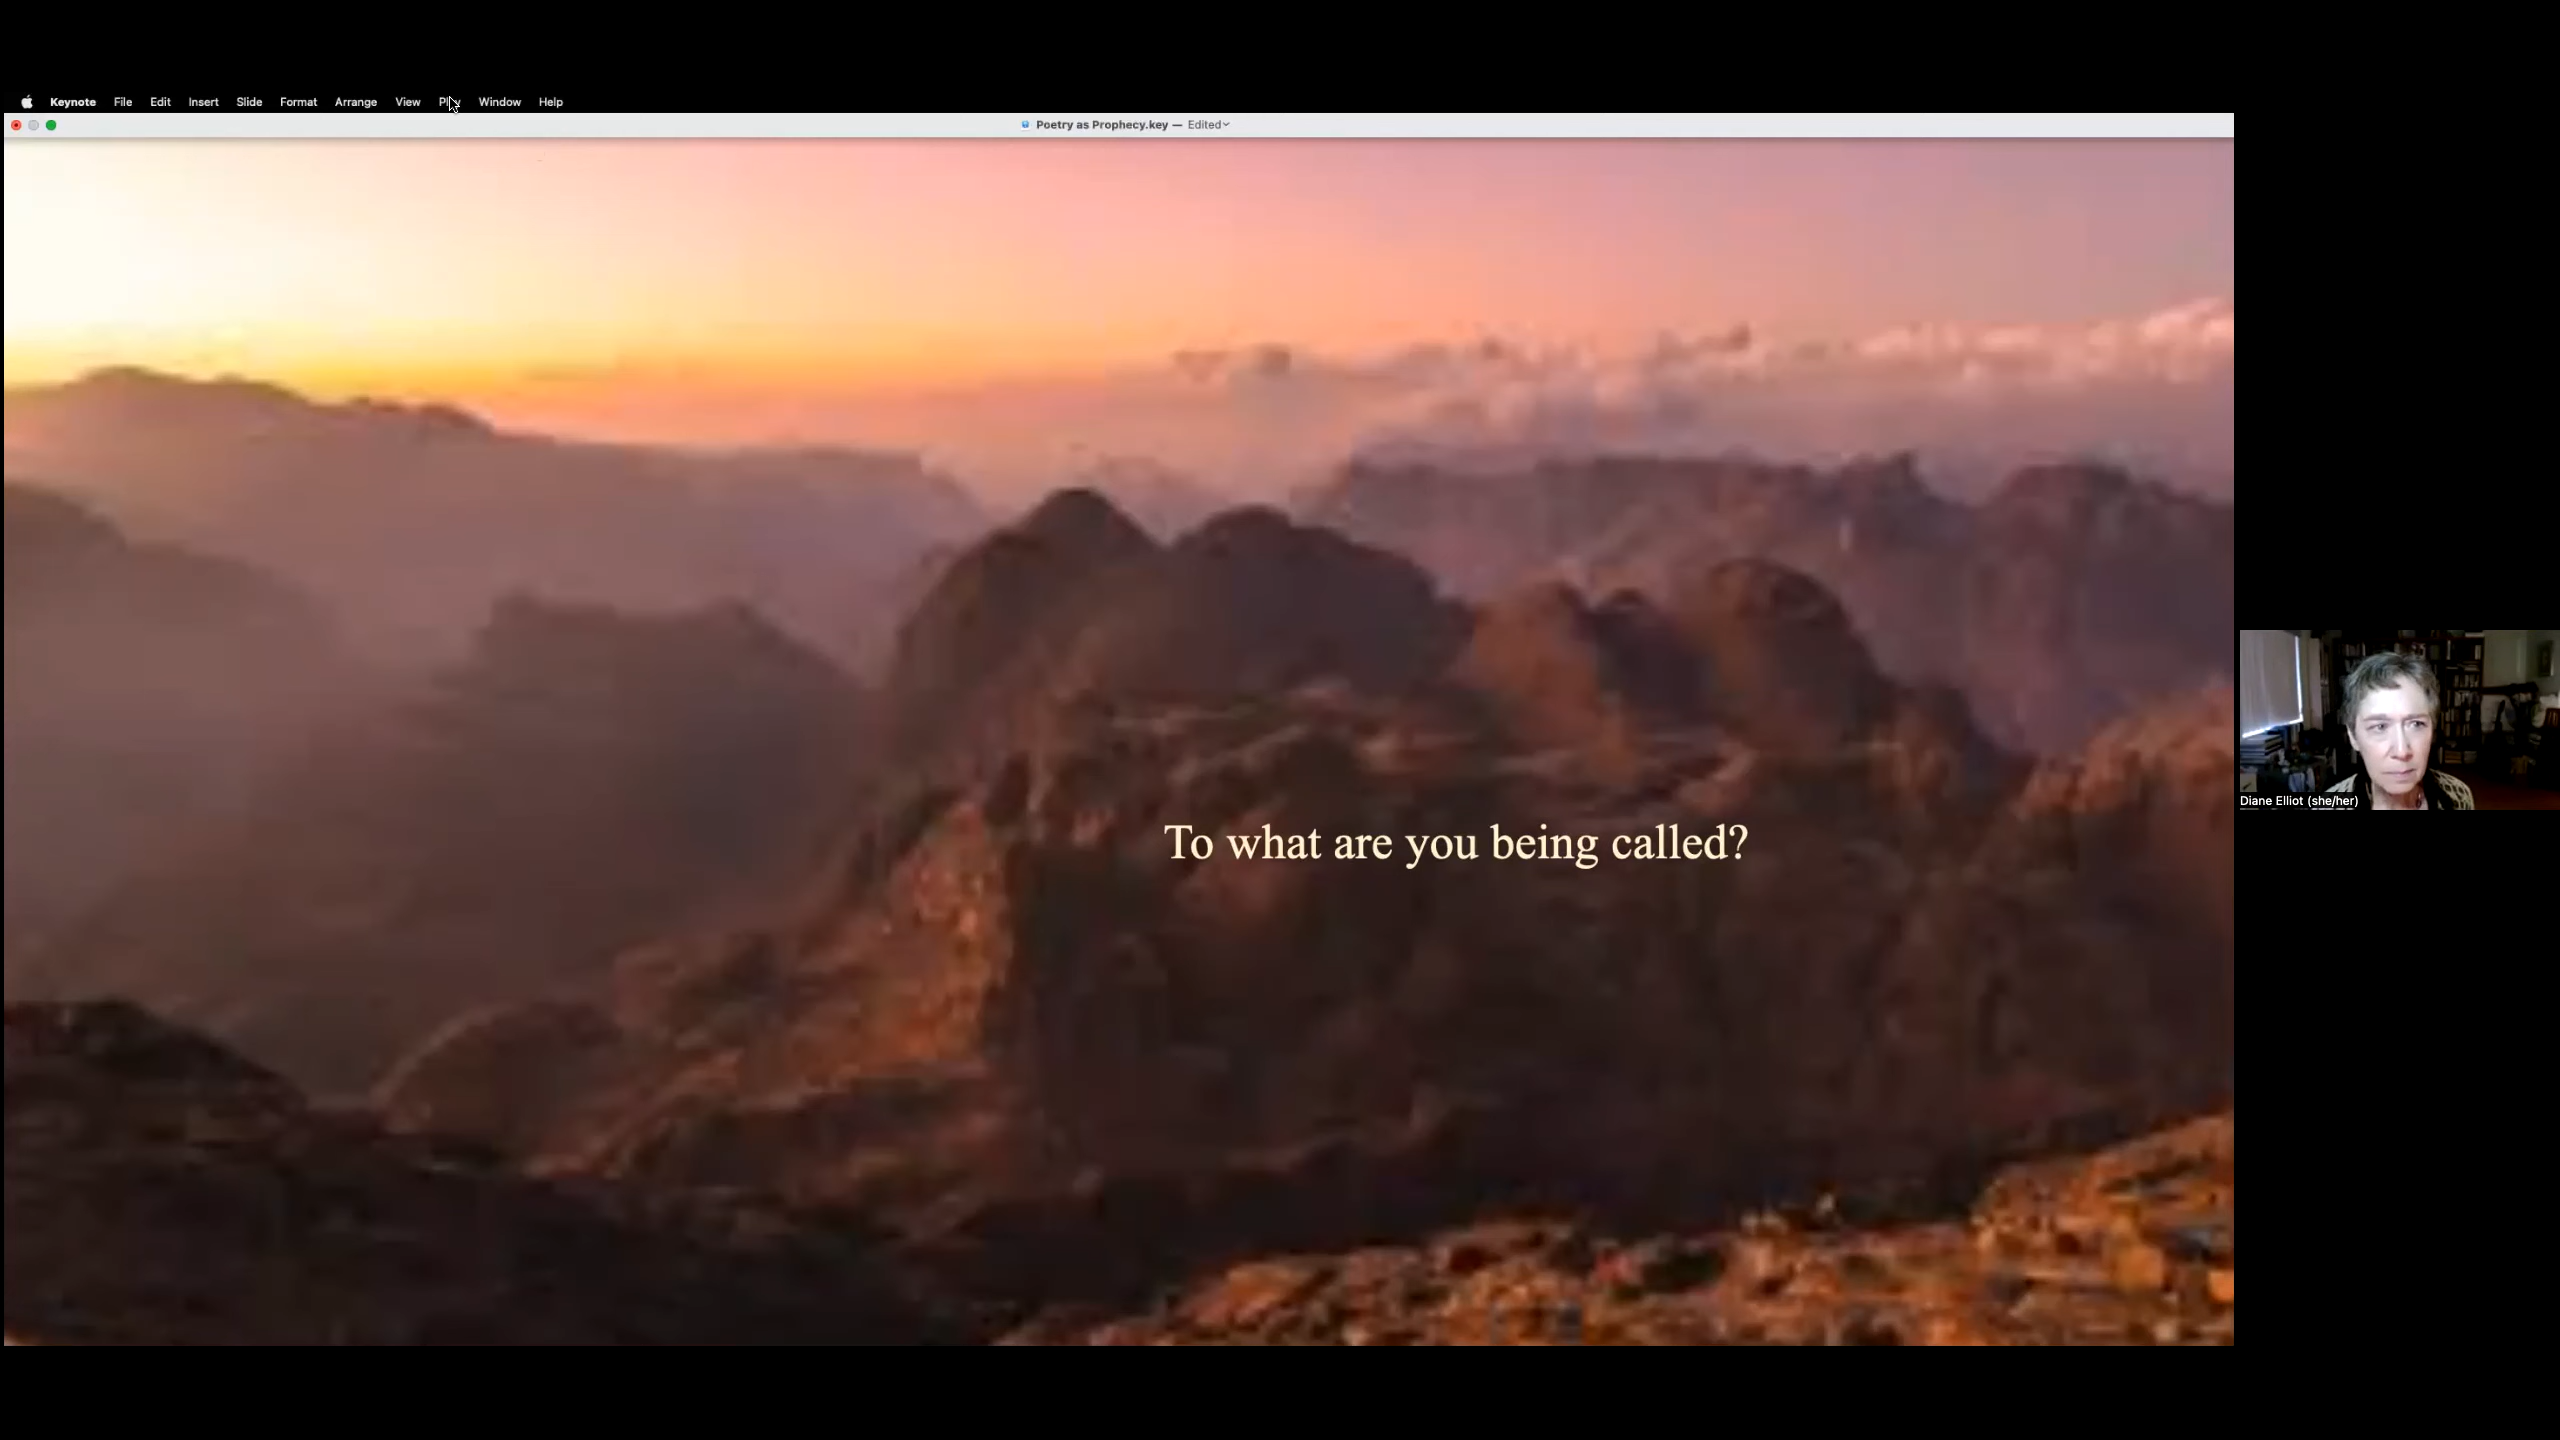 Keynote File Edit Insert Slide Format Arrange View Play Window Help
Poetry as Prophecy.key — Edited
To what are you being called?
Diane Elliot (she/her)